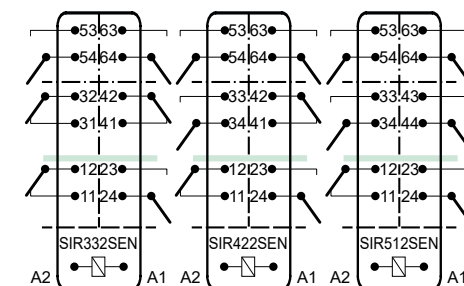 53 63 53 63 53 63
54 64 54 64 54 64
32 42 33 42 33 43
31 41 34 41 34 44
12 23 12 23 12 23
11 24 11 24 11 24
SIR332SEN SIR422SEN SIR512SEN
A2 A1 A2 A1 A2 A1